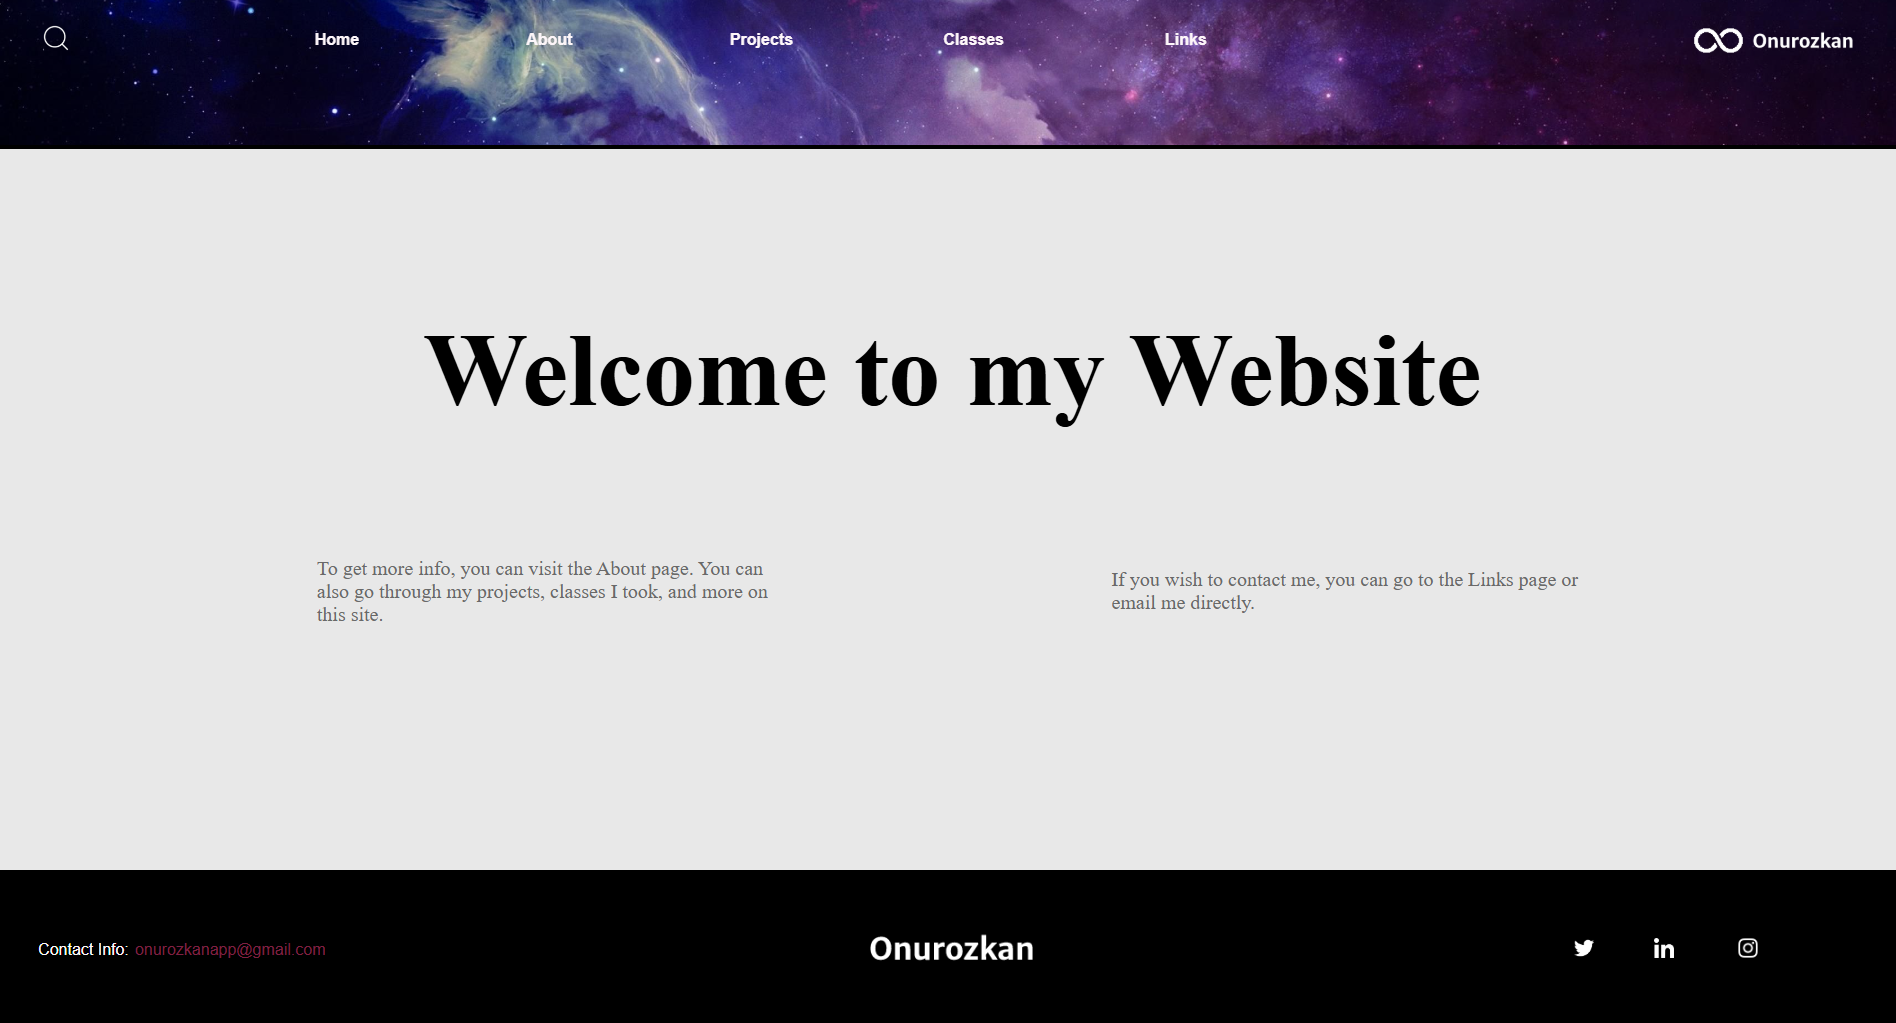 Home About Projects Classes Links Onurozkan
Welcome to my Website
To get more info, you can visit the About page. You can
also go through my projects, classes I took, and more on
this site.
If you wish to contact me, you can go to the Links page or
email me directly.
Contact Info: onurozkanapp@gmail.com
Onurozkan
in